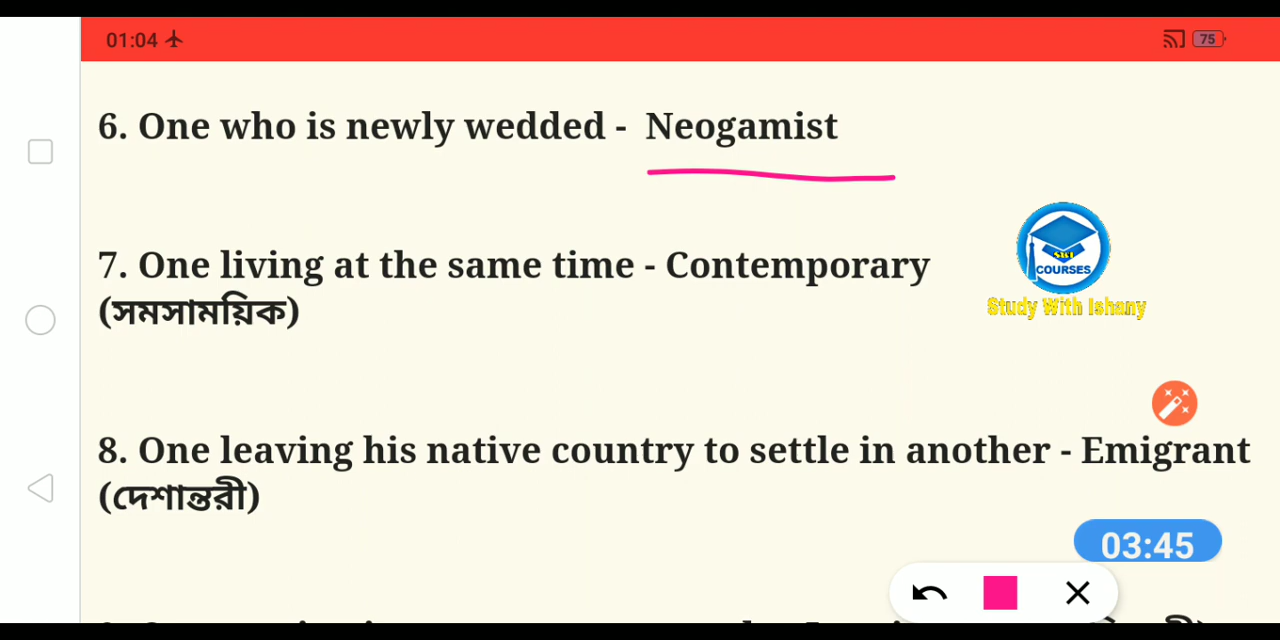 01:04
75
6. One who is newly wedded - Neogamist
7. One living at the same time - Contemporary
(সমসাময়িক)
SKI
COURSES
Study With Ishany
8. One leaving his native country to settle in another - Emigrant
(দেশান্তরী)
03:45